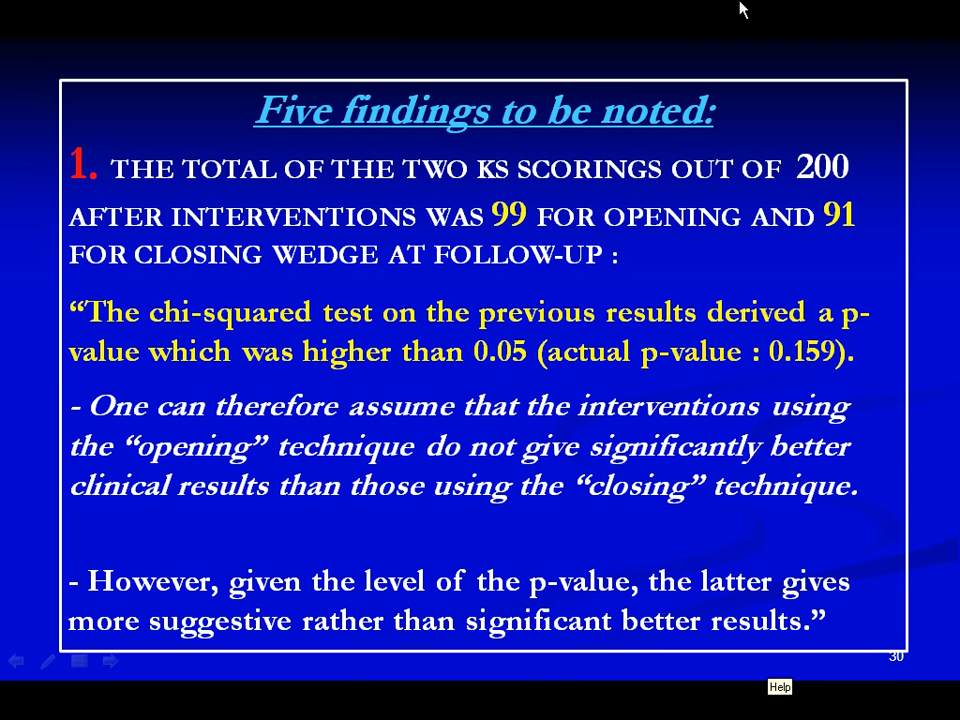 Five findings to be noted:
1. THE TOTAL OF THE TWO KS SCORINGS OUT OF 200
AFTER INTERVENTIONS WAS 99 FOR OPENING AND 91
FOR CLOSING WEDGE AT FOLLOW-UP :
“The chi-squared test on the previous results derived a p-
value which was higher than 0.05 (actual p-value : 0.159).
- One can therefore assume that the interventions using
the “opening” technique do not give significantly better
clinical results than those using the “closing” technique.
- However, given the level of the p-value, the latter gives
more suggestive rather than significant better results.”
30
Help